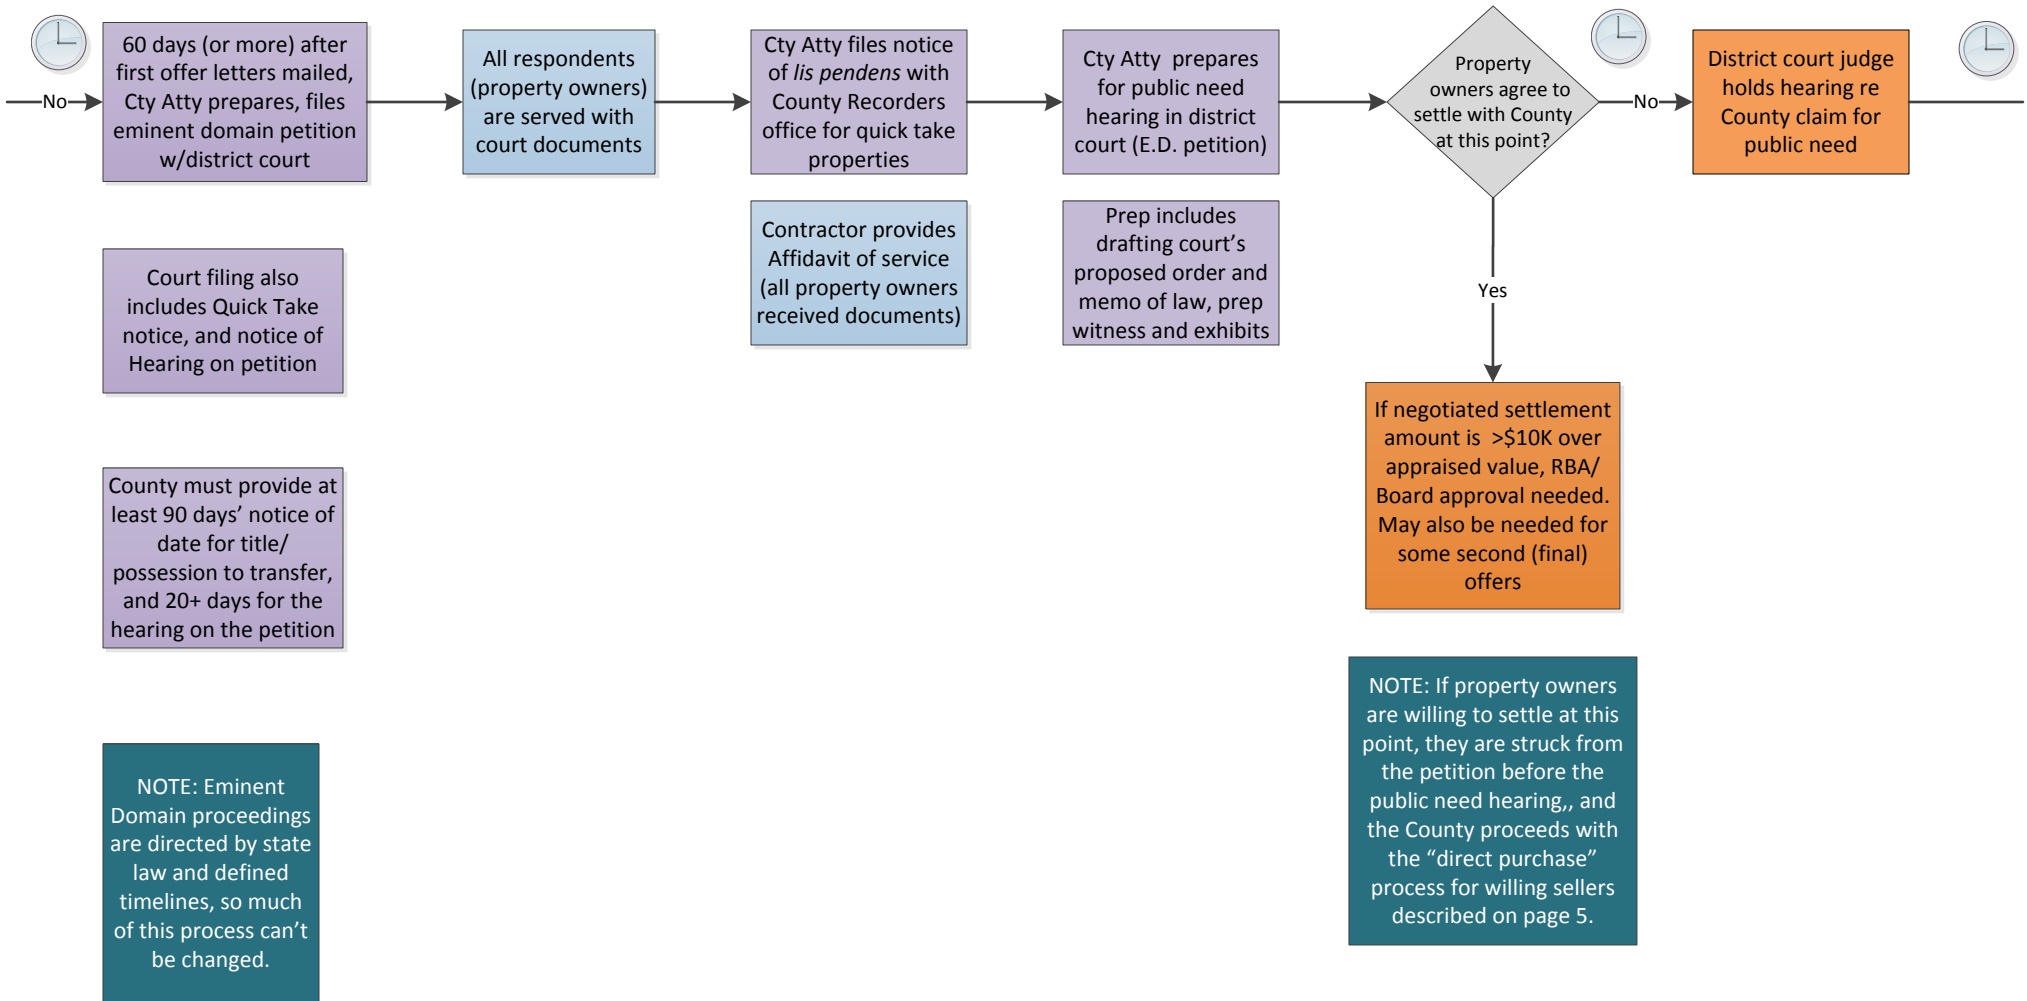 No
60 days (or more) after
first offer letters mailed,
Cty Atty prepares, files
eminent domain petition
w/district court
All respondents
(property owners)
are served with
court documents
Cty Atty files notice
of lis pendens with
County Recorders
office for quick take
properties
Cty Atty  prepares
for public need
hearing in district
court (E.D. petition)
Property
owners agree to
settle with County
at this point?
No
District court judge
holds hearing re
County claim for
public need
Court filing also
includes Quick Take
notice, and notice of
Hearing on petition
Contractor provides
Affidavit of service
(all property owners
received documents)
Prep includes
drafting court’s
proposed order and
memo of law, prep
witness and exhibits
Yes
County must provide at
least 90 days’ notice of
date for title/
possession to transfer,
and 20+ days for the
hearing on the petition
If negotiated settlement
amount is  >$10K over
appraised value, RBA/
Board approval needed.
May also be needed for
some second (final)
offers
NOTE: Eminent
Domain proceedings
are directed by state
law and defined
timelines, so much
of this process can’t
be changed.
NOTE: If property owners
are willing to settle at this
point, they are struck from
the petition before the
public need hearing,, and
the County proceeds with
the “direct purchase”
process for willing sellers
described on page 5.